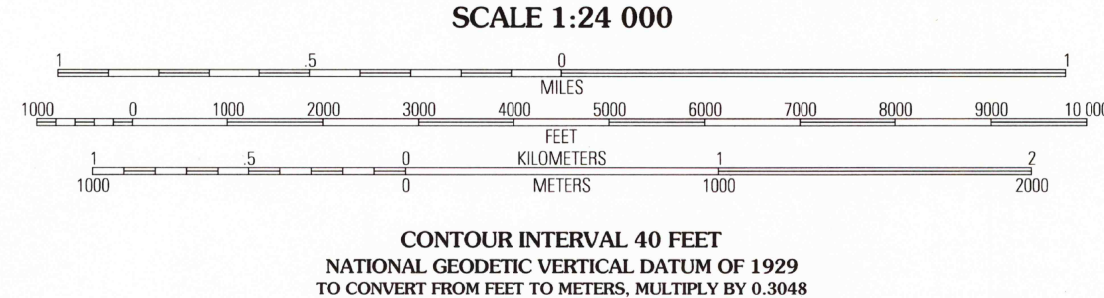 SCALE 1:24 000
1 .5 0 1
MILES
1000 0 1000 2000 3000 4000 5000 6000 7000 8000 9000 10 000
FEET
1 .5 0 KILOMETERS 1 2
1000 0 METERS 1000 2000
CONTOUR INTERVAL 40 FEET
NATIONAL GEODETIC VERTICAL DATUM OF 1929
TO CONVERT FROM FEET TO METERS, MULTIPLY BY 0.3048